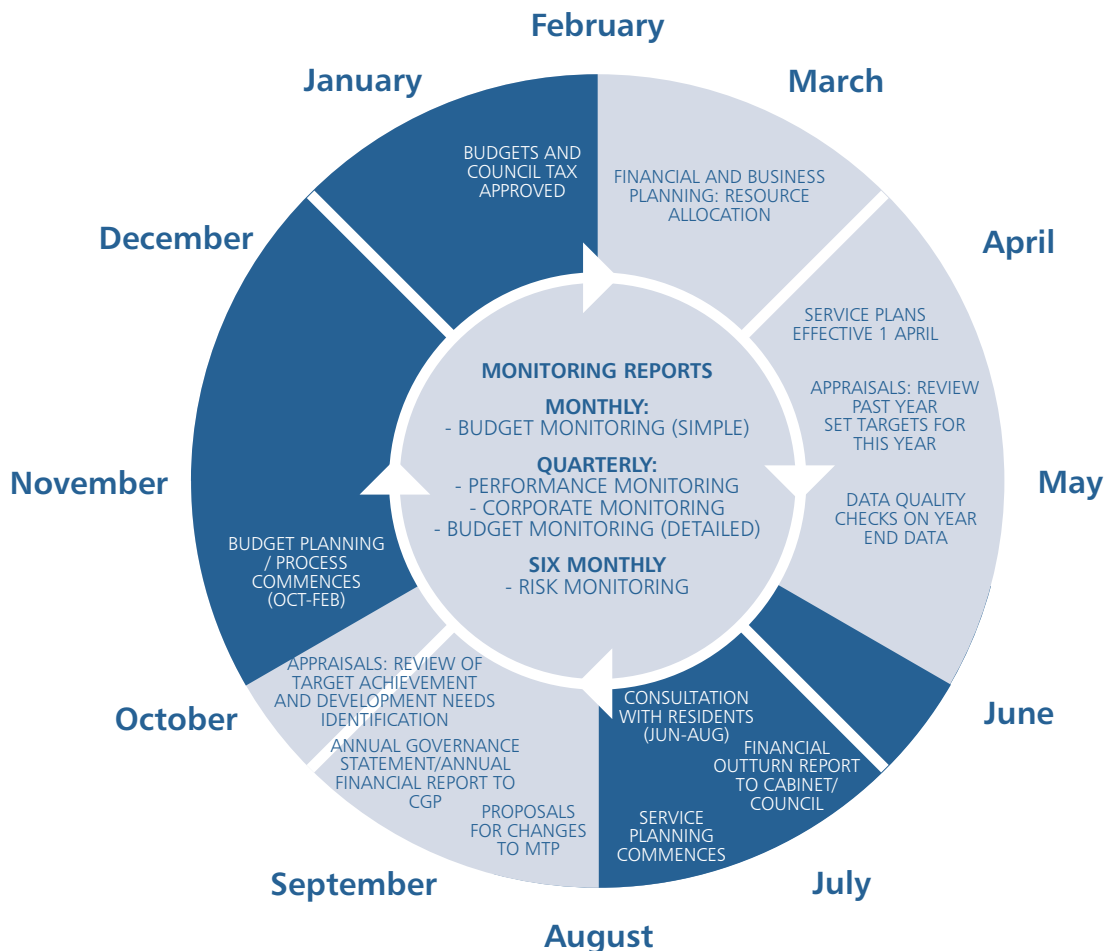 February
March
April
May
June
July
August
September
October
November
December
January
BUDGETS AND
COUNCIL TAX
APPROVED
FINANCIAL AND BUSINESS
PLANNING: RESOURCE
ALLOCATION
SERVICE PLANS
EFFECTIVE 1 APRIL
APPRAISALS: REVIEW
PAST YEAR
SET TARGETS FOR
THIS YEAR
DATA QUALITY
CHECKS ON YEAR
END DATA
CONSULTATION
WITH RESIDENTS
(JUN-AUG)
FINANCIAL
OUTTURN REPORT
TO CABINET/
COUNCIL
SERVICE
PLANNING
COMMENCES
PROPOSALS
FOR CHANGES
TO MTP
ANNUAL GOVERNANCE
STATEMENT/ANNUAL
FINANCIAL REPORT TO
CGP
APPRAISALS: REVIEW OF
TARGET ACHIEVEMENT
AND DEVELOPMENT NEEDS
IDENTIFICATION
BUDGET PLANNING
/ PROCESS
COMMENCES
(OCT-FEB)
MONITORING REPORTS
MONTHLY:
- BUDGET MONITORING (SIMPLE)
QUARTERLY:
- PERFORMANCE MONITORING
- CORPORATE MONITORING
- BUDGET MONITORING (DETAILED)
SIX MONTHLY
- RISK MONITORING